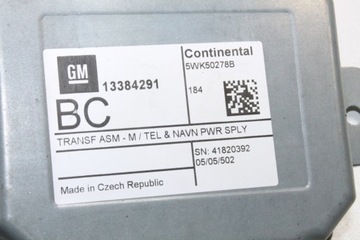 GM 13384291
BC
Continental
5WK50278B
184
TRANSF ASM - M / TEL & NAVN PWR SPLY
SN: 41820392
05/05/502
Made in Czech Republic